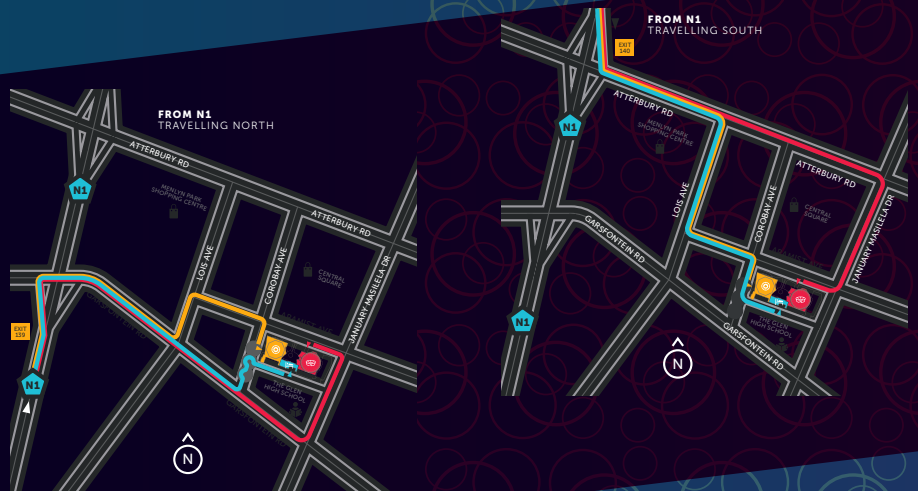 FROM N1
TRAVELLING NORTH
ATTERBURY RD
N1
MENLYN PARK
SHOPPING CENTRE
ATTERBURY RD
LOIS AVE
COROBAY AVE
CENTRAL
SQUARE
JANUARY MASILELA DR
EXIT
139
N1
THE GLEN
HIGH SCHOOL
N
FROM N1
TRAVELLING SOUTH
EXIT
140
ATTERBURY RD
N1
MENLYN PARK
SHOPPING CENTRE
ATTERBURY RD
LOIS AVE
COROBAY AVE
CENTRAL
SQUARE
JANUARY MASILELA DR
GARSFONTEIN RD
N1
THE GLEN
HIGH SCHOOL
GARSFONTEIN RD
N